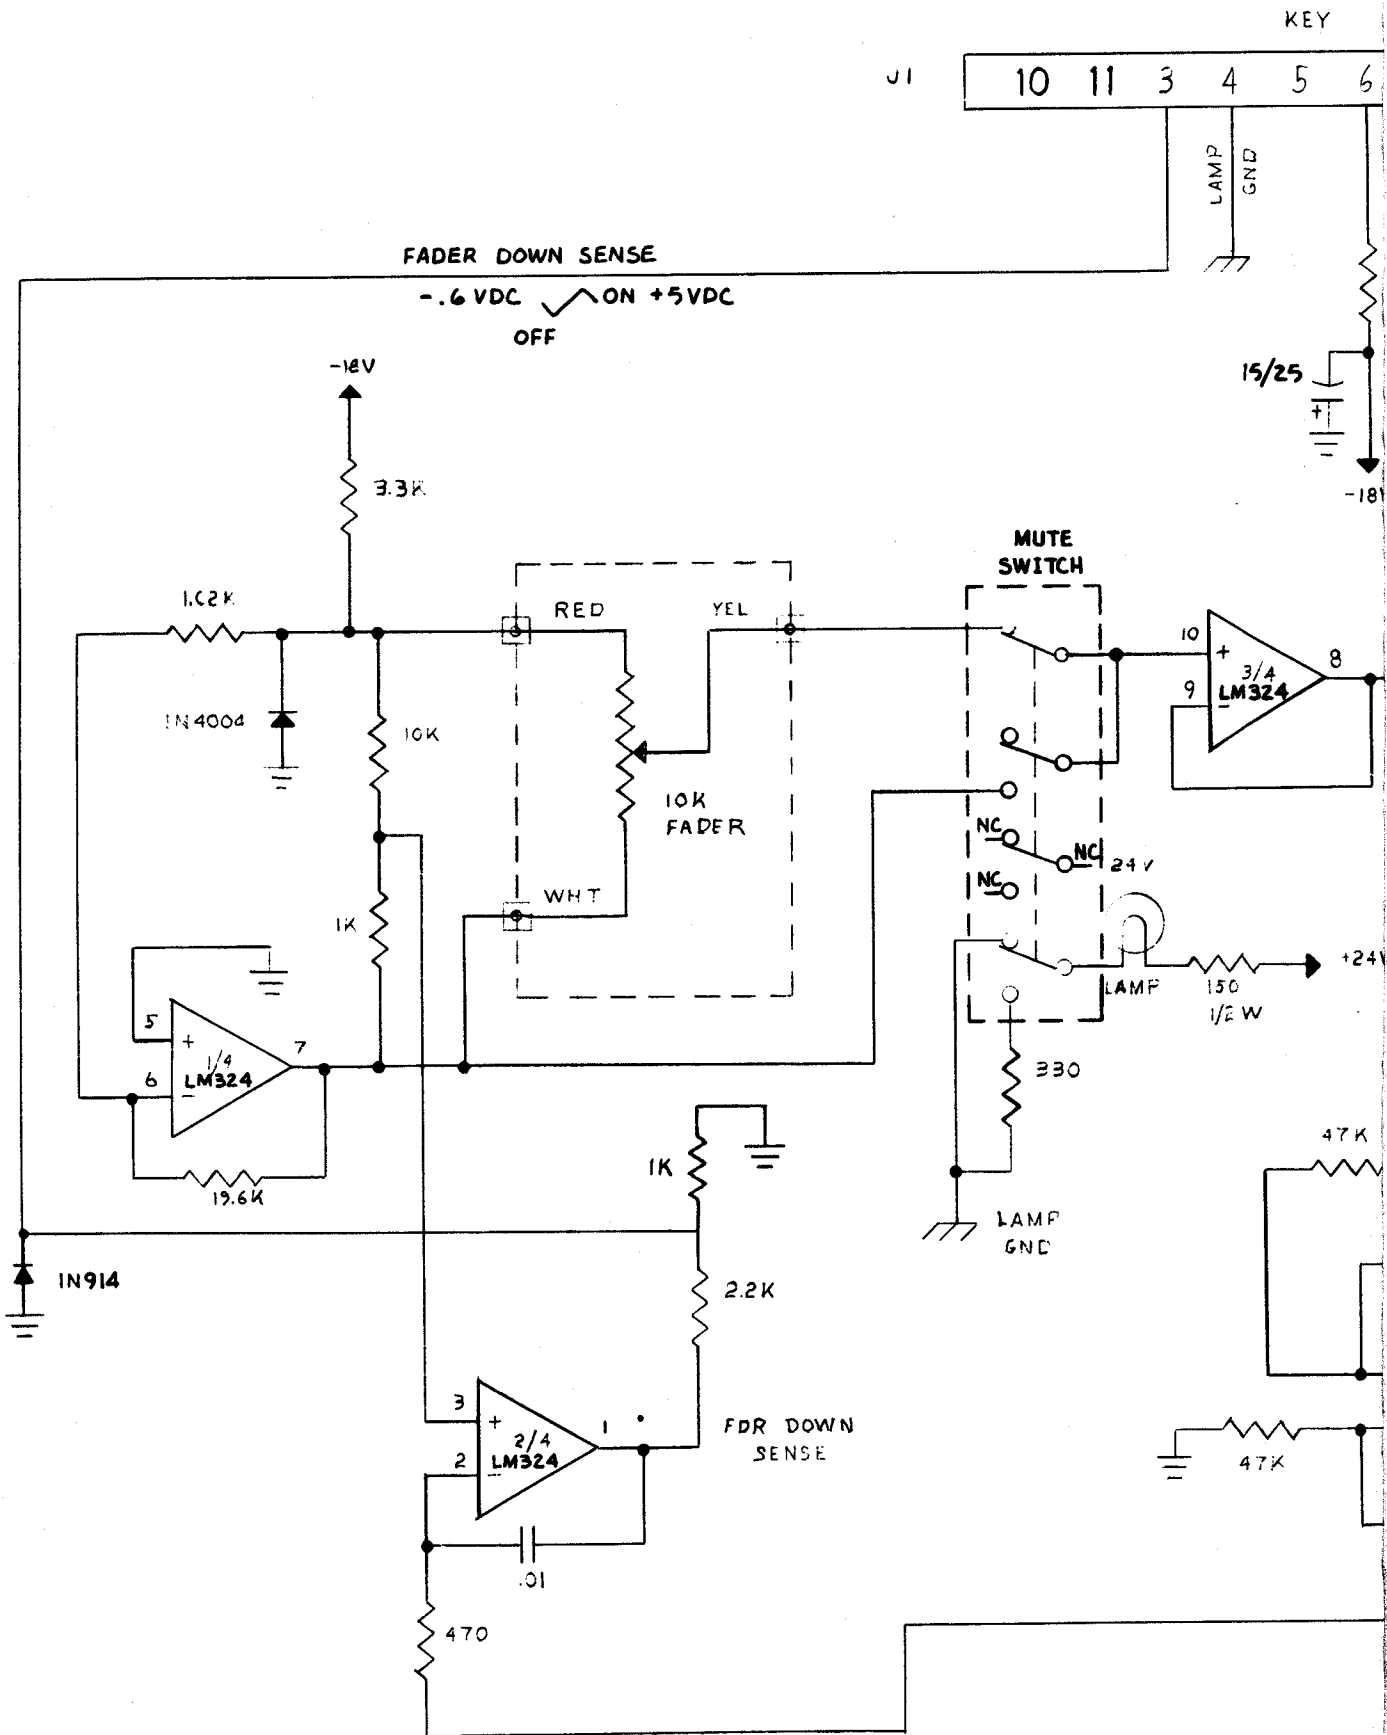 KEY
J1
10 11 3 4 5 6
LAMP
GND
FADER DOWN SENSE
-.6 VDC ON +5VDC
OFF
-18V
15/25
+
3.3K
-18V
MUTE
SWITCH
1.02K
RED
YEL
10
+
3/4
8
9
LM324
-
1N4004
10K
10K
FADER
NC
NC
24V
NC
WHT
1K
+24V
LAMP
150
1/2 W
5
+
1/4
7
6
LM324
-
330
1K
47K
19.6K
LAMP
GND
1N914
2.2K
3
+
2/4
1
2
LM324
-
FDR DOWN
SENSE
47K
.01
470